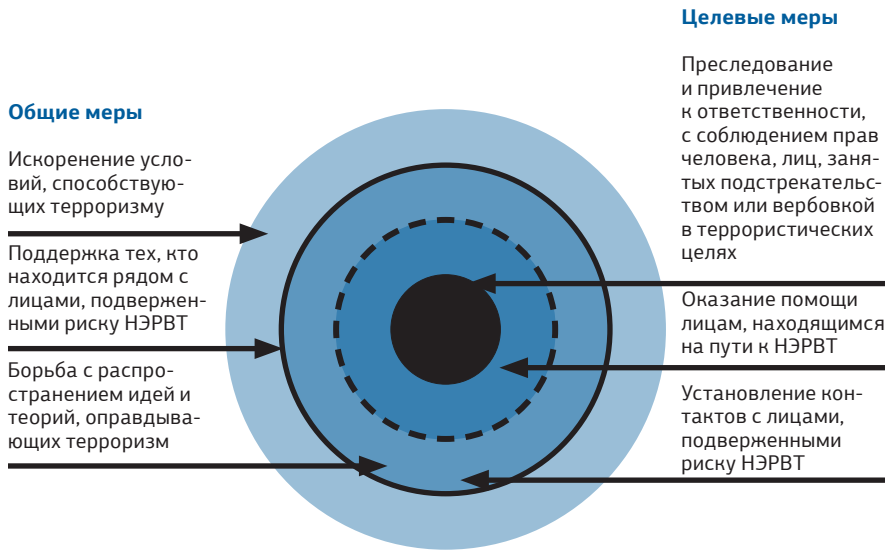 Общие меры
Искоренение усло-
вий, способствую-
щих терроризму
Поддержка тех, кто
находится рядом с
лицами, подвержен-
ными риску НЭРВТ
Борьба с распро-
странением идей и
теорий, оправдыва-
ющих терроризм
Целевые меры
Преследование
и привлечение
к ответственности,
с соблюдением прав
человека, лиц, заня-
тых подстрекательс-
твом или вербовкой
в террористических
целях
Оказание помощи
лицам, находящимся
на пути к НЭРВТ
Установление кон-
тактов с лицами,
подверженными
риску НЭРВТ